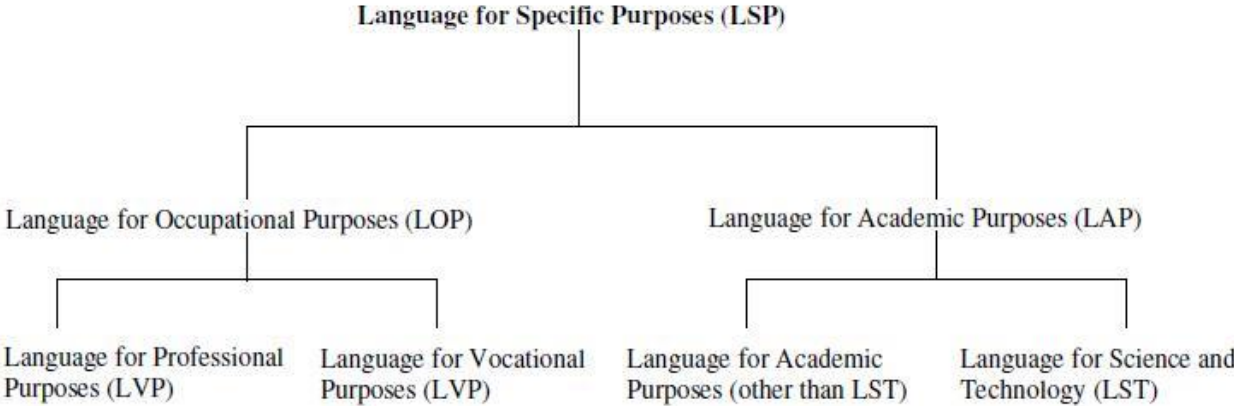 Language for Specific Purposes (LSP)
Language for Occupational Purposes (LOP)
Language for Academic Purposes (LAP)
Language for Professional
Purposes (LVP)
Language for Vocational
Purposes (LVP)
Language for Academic
Purposes (other than LST)
Language for Science and
Technology (LST)